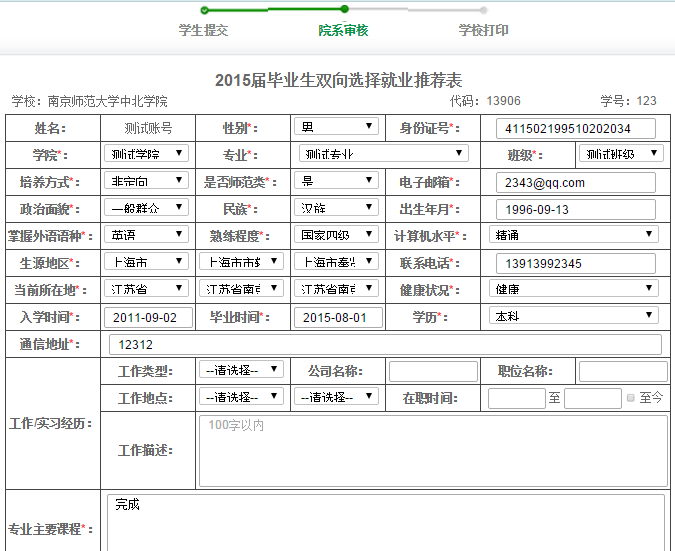 学生提交 院系审核 学校打印
2015届毕业生双向选择就业推荐表
学校：南京师范大学中北学院 代码：13906 学号：123
姓名： 测试账号 性别*： 男 身份证号*： 411502199510202034
学院*： 测试学院 专业*： 测试专业 班级*： 测试班级
培养方式*： 非定向 是否师范类*： 是 电子邮箱*： 2343@qq.com
政治面貌*： 一般群众 民族*： 汉族 出生年月*： 1996-09-13
掌握外语语种*： 英语 熟练程度*： 国家四级 计算机水平*： 精通
生源地区*： 上海市 上海市市 上海市奉 联系电话*： 13913992345
当前所在地*： 江苏省 江苏省南京 江苏省南京 健康状况*： 健康
入学时间*： 2011-09-02 毕业时间*： 2015-08-01 学历*： 本科
通信地址*： 12312
工作/实习经历： 工作类型： --请选择-- 公司名称： 职位名称：
工作地点： --请选择-- --请选择-- 在职时间： 至 至今
工作描述： 100字以内
专业主要课程*： 完成